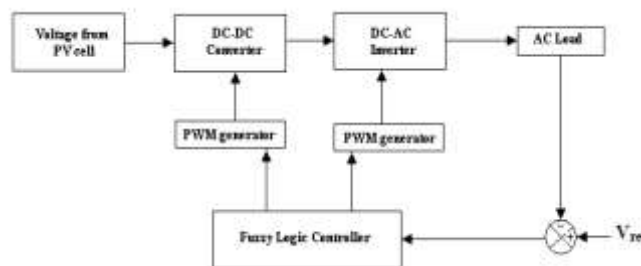 Voltage from
PV cell
DC-DC
Converter
DC-AC
Inverter
AC Load
PWM generator
PWM generator
Fuzzy Logic Controller
-
+
Vre